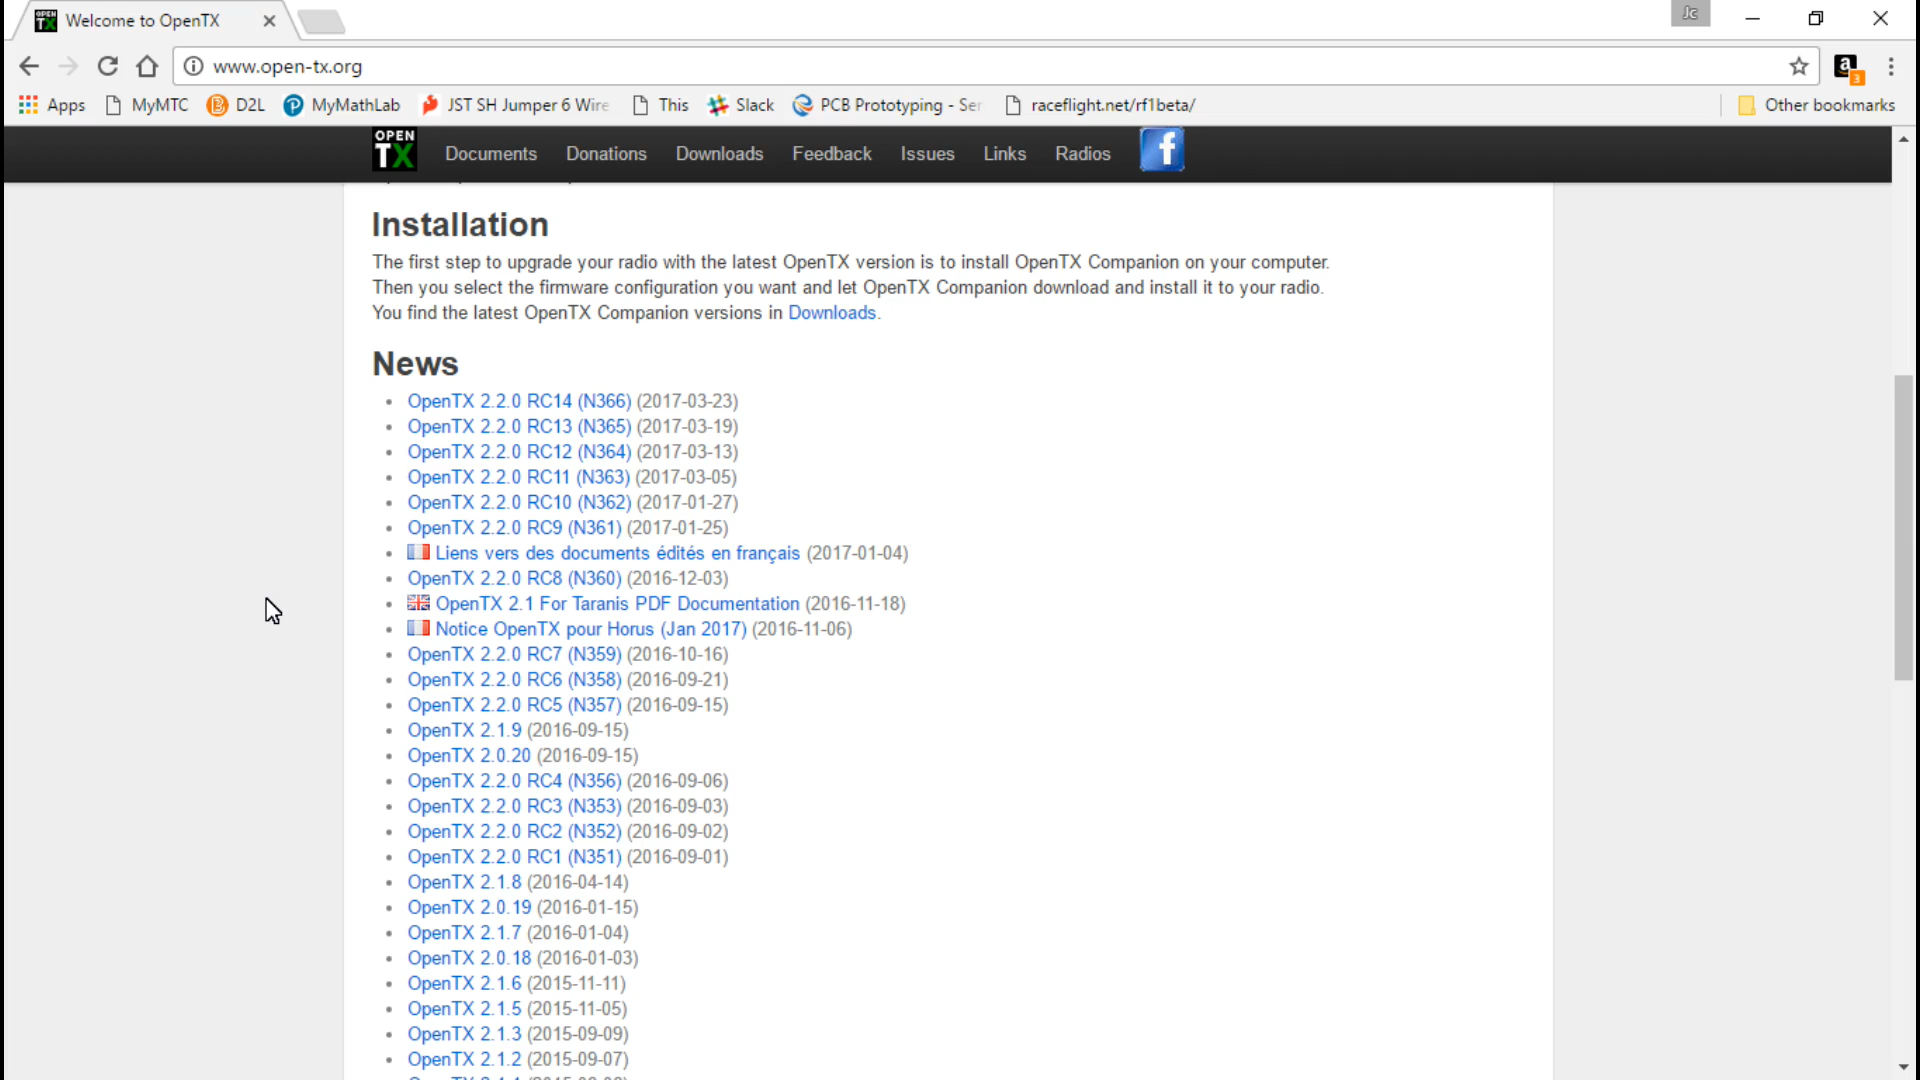 Welcome to OpenTX
Jc
www.open-tx.org
a
3
Apps MyMTC D2L MyMathLab JST SH Jumper 6 Wire This Slack PCB Prototyping - Ser raceflight.net/rf1beta/ Other bookmarks
OPEN TX Documents Donations Downloads Feedback Issues Links Radios f
Installation
The first step to upgrade your radio with the latest OpenTX version is to install OpenTX Companion on your computer.
Then you select the firmware configuration you want and let OpenTX Companion download and install it to your radio.
You find the latest OpenTX Companion versions in Downloads.
News
OpenTX 2.2.0 RC14 (N366) (2017-03-23)
OpenTX 2.2.0 RC13 (N365) (2017-03-19)
OpenTX 2.2.0 RC12 (N364) (2017-03-13)
OpenTX 2.2.0 RC11 (N363) (2017-03-05)
OpenTX 2.2.0 RC10 (N362) (2017-01-27)
OpenTX 2.2.0 RC9 (N361) (2017-01-25)
Liens vers des documents édités en français (2017-01-04)
OpenTX 2.2.0 RC8 (N360) (2016-12-03)
OpenTX 2.1 For Taranis PDF Documentation (2016-11-18)
Notice OpenTX pour Horus (Jan 2017) (2016-11-06)
OpenTX 2.2.0 RC7 (N359) (2016-10-16)
OpenTX 2.2.0 RC6 (N358) (2016-09-21)
OpenTX 2.2.0 RC5 (N357) (2016-09-15)
OpenTX 2.1.9 (2016-09-15)
OpenTX 2.0.20 (2016-09-15)
OpenTX 2.2.0 RC4 (N356) (2016-09-06)
OpenTX 2.2.0 RC3 (N353) (2016-09-03)
OpenTX 2.2.0 RC2 (N352) (2016-09-02)
OpenTX 2.2.0 RC1 (N351) (2016-09-01)
OpenTX 2.1.8 (2016-04-14)
OpenTX 2.0.19 (2016-01-15)
OpenTX 2.1.7 (2016-01-04)
OpenTX 2.0.18 (2016-01-03)
OpenTX 2.1.6 (2015-11-11)
OpenTX 2.1.5 (2015-11-05)
OpenTX 2.1.3 (2015-09-09)
OpenTX 2.1.2 (2015-09-07)